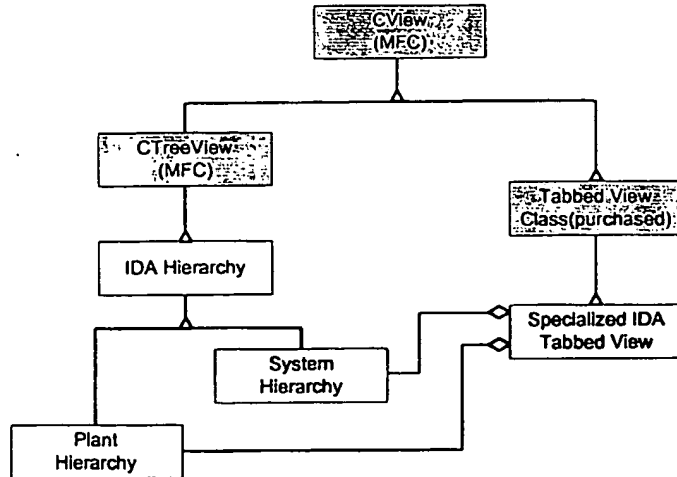 CView
(MFC)
CTreeView
(MFC)
Tabbed View
Class(purchased)
IDA Hierarchy
Specialized IDA
Tabbed View
System
Hierarchy
Plant
Hierarchy